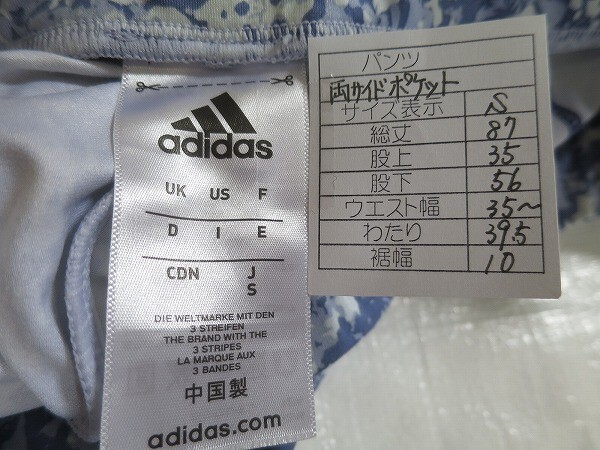 adidas
UK US F
D I E
CDN J
S
DIE WELTMARKE MIT DEN
3 STREIFEN
THE BRAND WITH THE
3 STRIPES
LA MARQUE AUX
3 BANDES
中国製
adidas.com
パンツ
両サイドポケット
サイズ表示 S
総丈 87
股上 35
股下 56
ウエスト幅 35~
わたり 39.5
裾幅 10